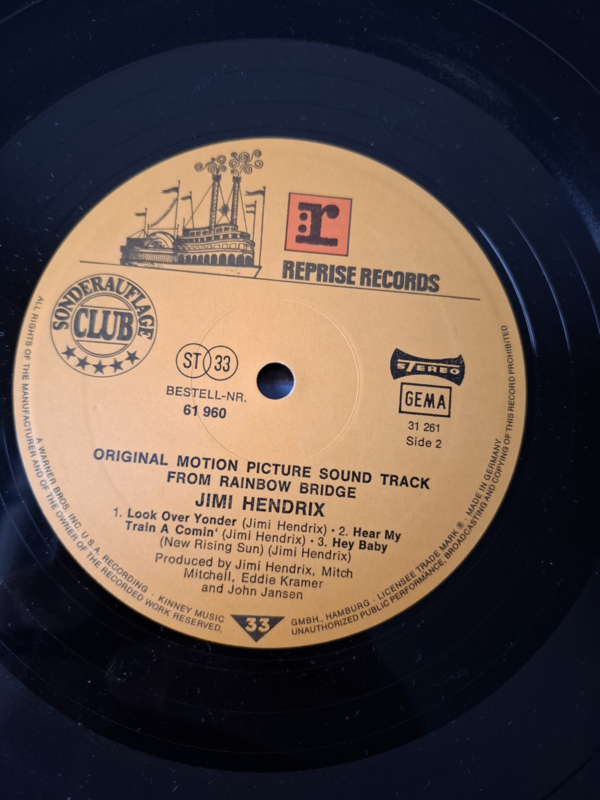 r
REPRISE RECORDS
SONDERAUFLAGE
CLUB
ST 33
BESTELL-NR.
61 960
STEREO
GEMA
31 261
Side 2
ORIGINAL MOTION PICTURE SOUND TRACK
FROM RAINBOW BRIDGE
JIMI HENDRIX
1. Look Over Yonder (Jimi Hendrix) · 2. Hear My
Train A Comin' (Jimi Hendrix) · 3. Hey Baby
(New Rising Sun) (Jimi Hendrix)
Produced by Jimi Hendrix, Mitch
Mitchell, Eddie Kramer
and John Jansen
ALL RIGHTS OF THE MANUFACTURER AND OF THE OWNER OF THE RECORDED WORK RESERVED.
A WARNER BROS. INC. U.S.A. RECORDING · KINNEY MUSIC
33
GMBH., HAMBURG · LICENSEE TRADE MARK ® · MADE IN GERMANY
UNAUTHORIZED PUBLIC PERFORMANCE, BROADCASTING AND COPYING OF THIS RECORD PROHIBITED